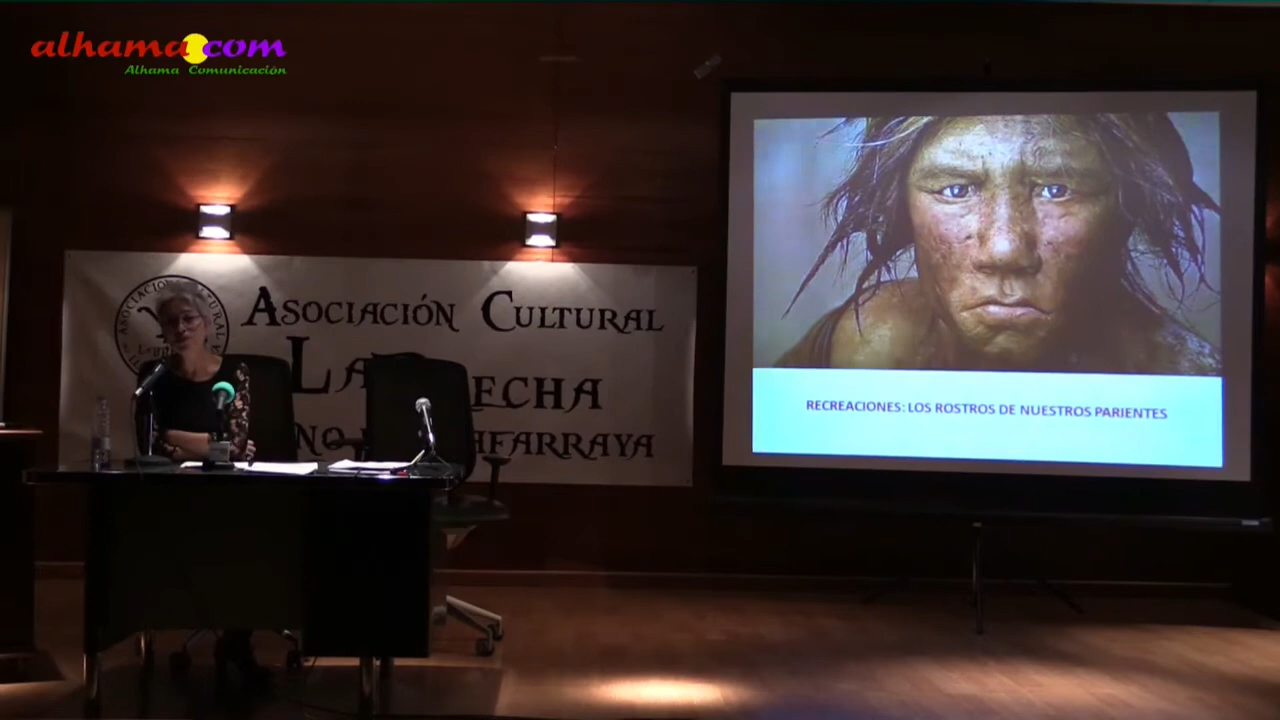 alhama.com
Alhama Comunicación
ASOCIACIÓN CULTURAL
LA ECHA
NO AFARRAYA
RECREACIONES: LOS ROSTROS DE NUESTROS PARIENTES